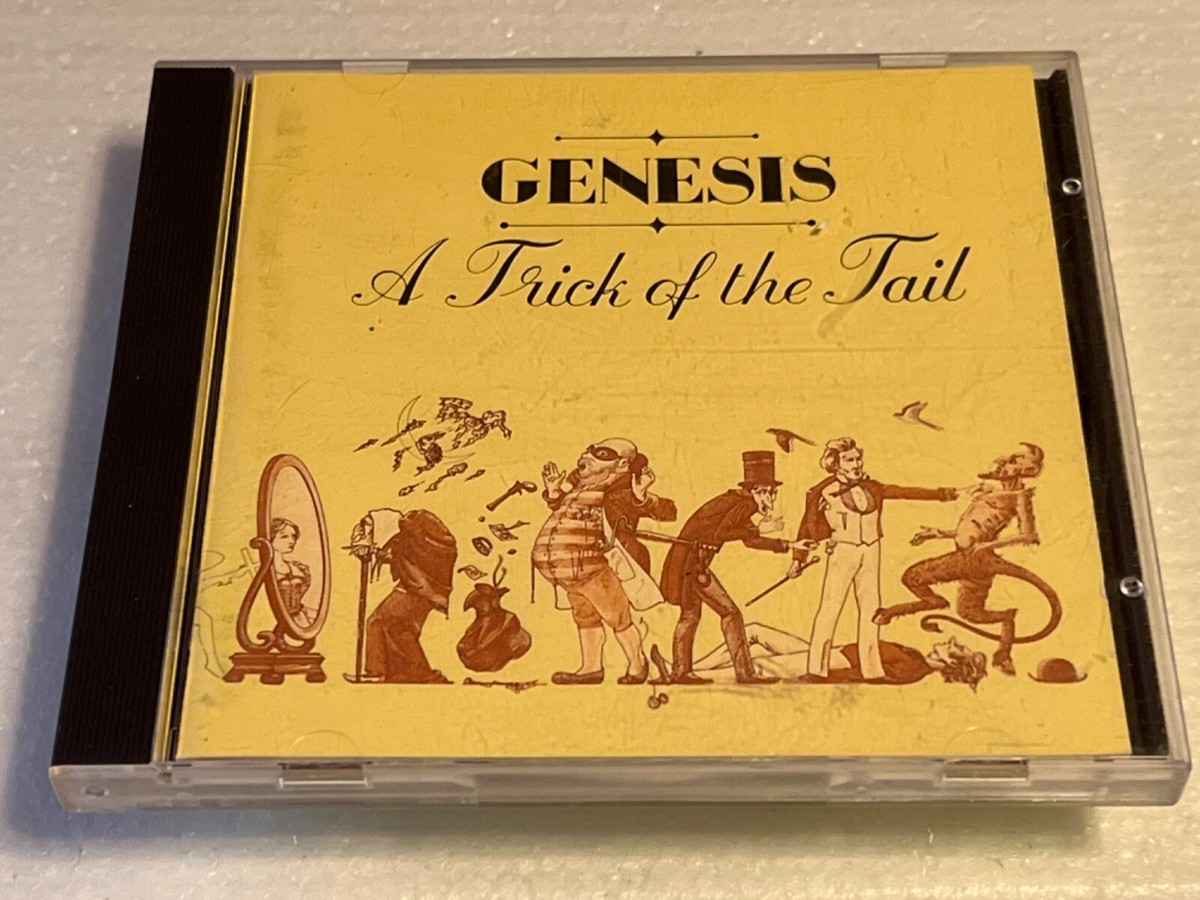 GENESIS
A Trick of the Tail